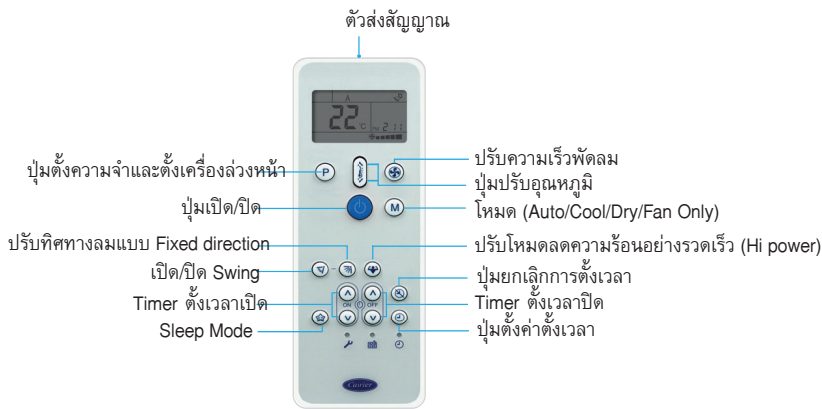 ตัวส่งสัญญาณ
A
22 °C
ปรับความเร็วพัดลม
ปุ่มตั้งความจำและตั้งเครื่องล่วงหน้า
P
ปุ่มปรับอุณหภูมิ
ปุ่มเปิด/ปิด
M
โหมด (Auto/Cool/Dry/Fan Only)
ปรับทิศทางลมแบบ Fixed direction
ปรับโหมดลดความร้อนอย่างรวดเร็ว (Hi power)
เปิด/ปิด Swing
ปุ่มยกเลิกการตั้งเวลา
Timer ตั้งเวลาเปิด
ON
OFF
Timer ตั้งเวลาปิด
Sleep Mode
ปุ่มตั้งค่าตั้งเวลา
Carrier